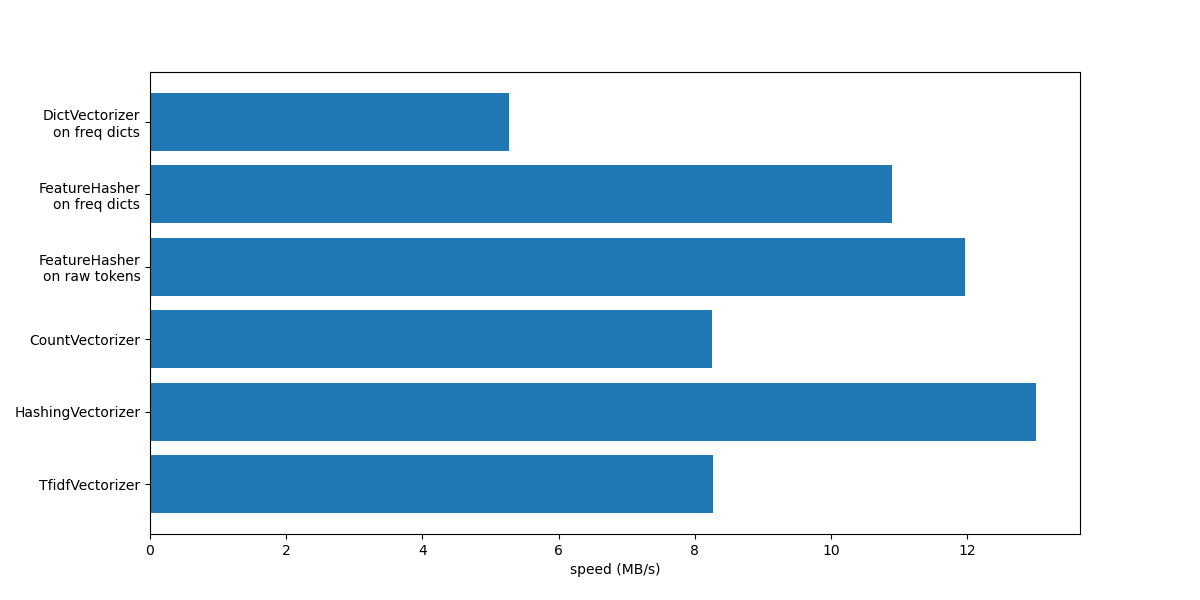 DictVectorizer
on freq dicts
FeatureHasher
on freq dicts
FeatureHasher
on raw tokens
CountVectorizer
HashingVectorizer
TfidfVectorizer
0 2 4 6 8 10 12
speed (MB/s)